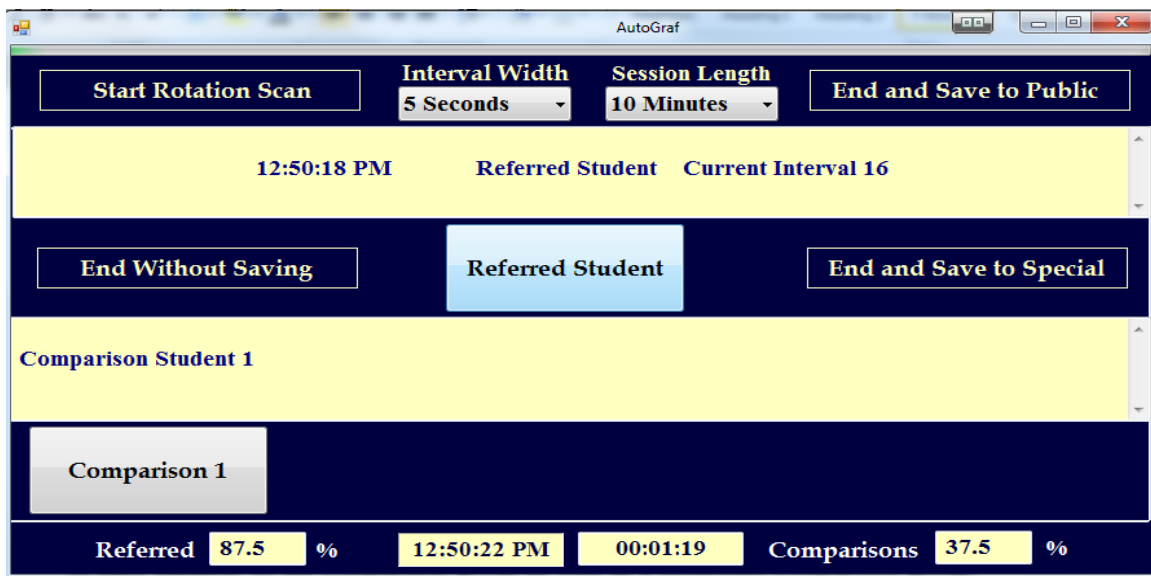 AutoGraf
Interval Width Session Length
Start Rotation Scan 5 Seconds 10 Minutes End and Save to Public
12:50:18 PM Referred Student Current Interval 16
End Without Saving Referred Student End and Save to Special
Comparison Student 1
Comparison 1
Referred 87.5 % 12:50:22 PM 00:01:19 Comparisons 37.5 %